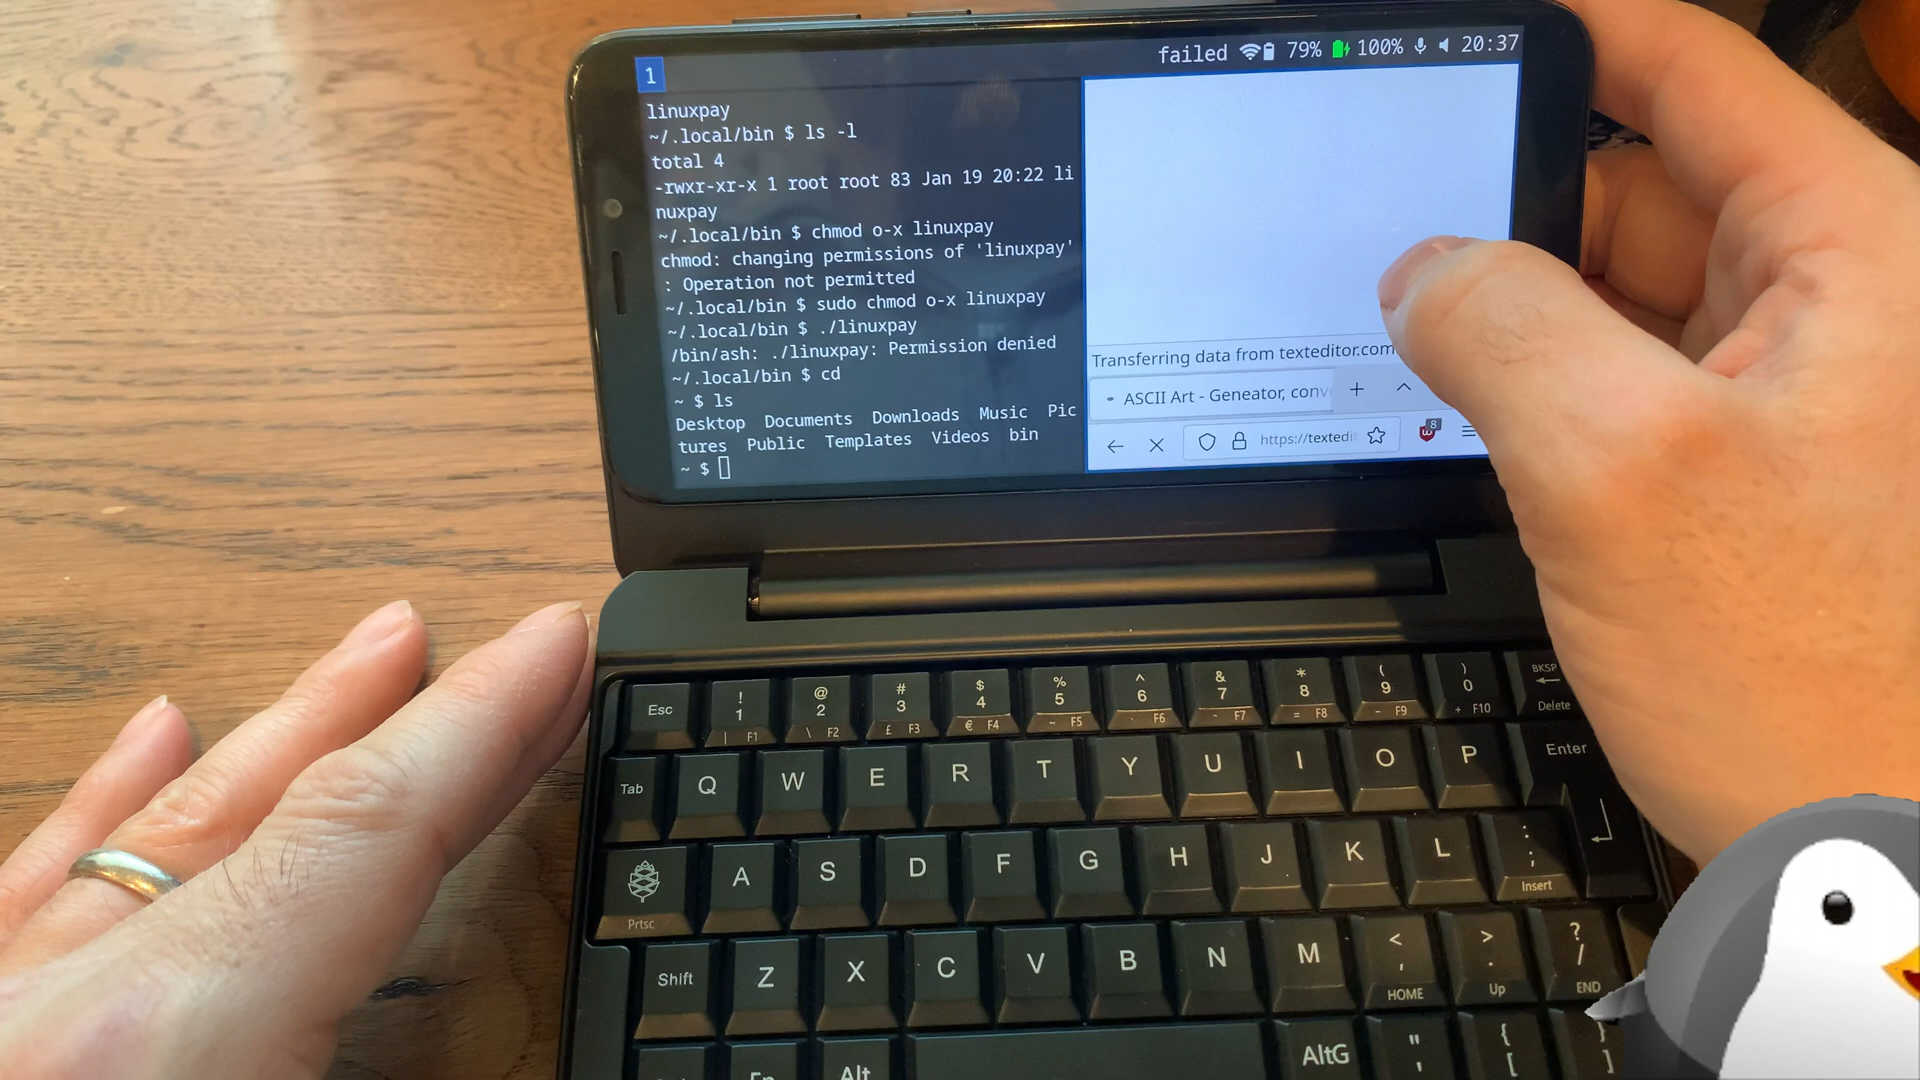 1
failed 79% 100% 20:37
linuxpay
~/.local/bin $ ls -l
total 4
-rwxr-xr-x 1 root root 83 Jan 19 20:22 li
nuxpay
~/.local/bin $ chmod o-x linuxpay
chmod: changing permissions of 'linuxpay'
: Operation not permitted
~/.local/bin $ sudo chmod o-x linuxpay
~/.local/bin $ ./linuxpay
/bin/ash: ./linuxpay: Permission denied
~/.local/bin $ cd
~ $ ls
Desktop Documents Downloads Music Pic
tures Public Templates Videos bin
~ $
Transferring data from texteditor.com
ASCII Art - Geneator, conv
8
https://textedit
Esc ! 1 | F1 @ 2 \ F2 # 3 £ F3 $ 4 € F4 % 5 ~ F5 ^ 6 ` F6 & 7 - F7 * 8 = F8 ( 9 - F9 ) 0 + F10 BKSP Delete
Tab Q W E R T Y U I O P Enter
Prtsc A S D F G H J K L : ; Insert
Shift Z X C V B N M < , HOME > . Up ? / END
Fn Alt AltG " ' { [ } ]